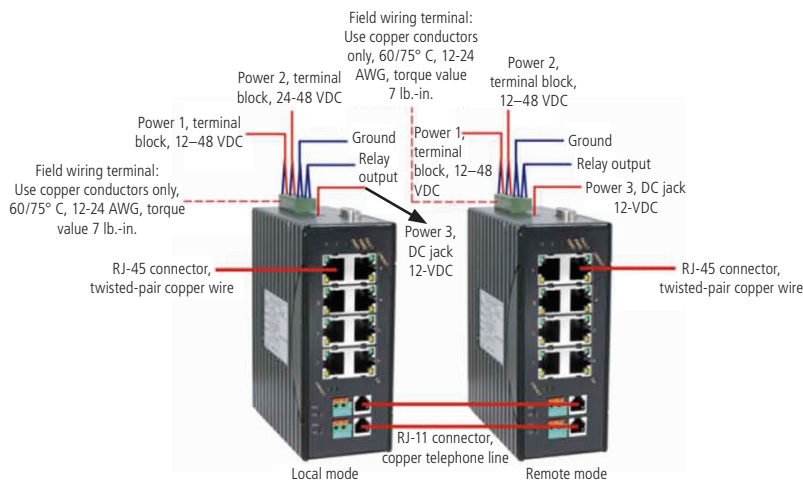 Field wiring terminal:
Use copper conductors
only, 60/75° C, 12-24
AWG, torque value
7 lb.-in.
Power 2,
terminal block,
12–48 VDC
Power 2, terminal
block, 24-48 VDC
Power 1, terminal
block, 12–48 VDC
Ground
Relay
output
Power 1,
terminal
block, 12–48
VDC
Ground
Relay output
Power 3, DC jack
12-VDC
Field wiring terminal:
Use copper conductors only,
60/75° C, 12-24 AWG, torque
value 7 lb.-in.
Power 3,
DC jack
12-VDC
RJ-45 connector,
twisted-pair copper wire
RJ-45 connector,
twisted-pair copper wire
RJ-11 connector,
copper telephone line
Local mode
Remote mode